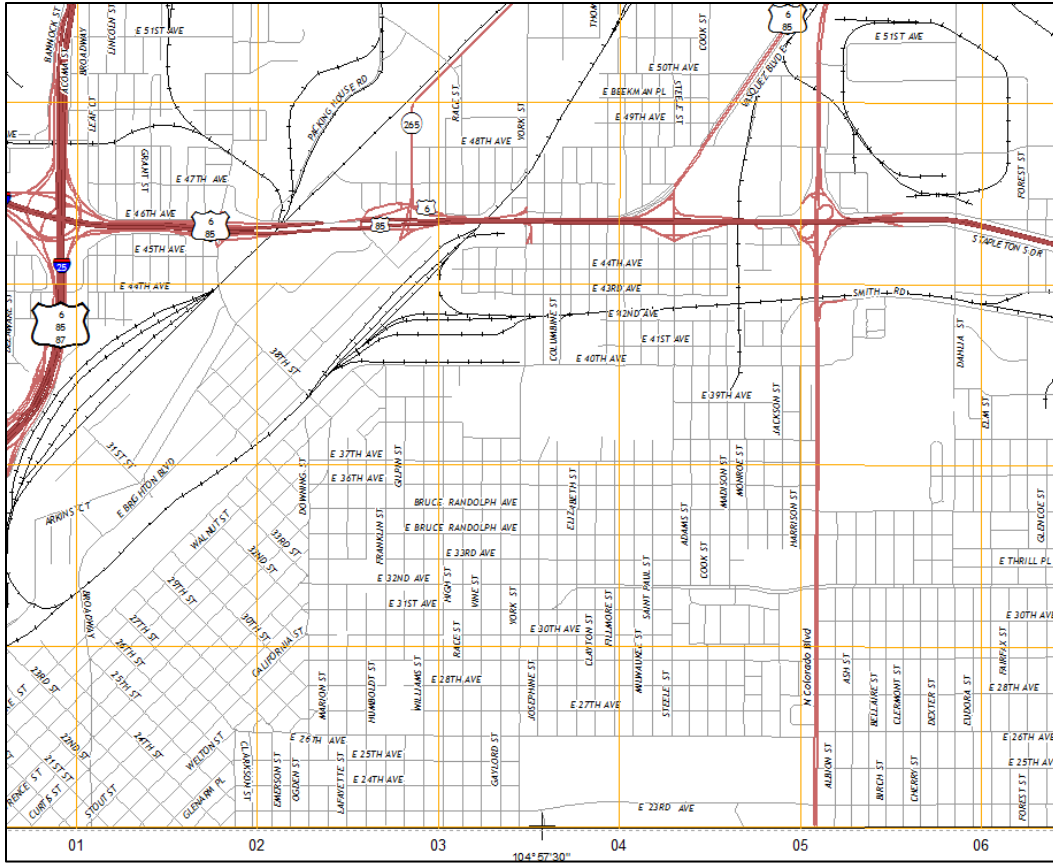 BANNOCK ST
ACOMA ST
BROADWAY
LINCOLN ST
E 51ST AVE
COOK ST
6
85
E 51ST AVE
LEAF CT
PACKING HOUSE RD
RACE ST
YORK ST
E 50TH AVE
STEELE ST
VASQUEZ BLVD E
E BEEKMAN PL
E 49TH AVE
265
E 48TH AVE
GRANT ST
E 47TH AVE
FOREST ST
E 46TH AVE
6
85
6
85
E 45TH AVE
STAPLETON S DR
25
E 44TH AVE
E 44TH AVE
E 43RD AVE
SMITH RD
DELAWARE ST
6
85
87
COLUMBINE ST
E 42ND AVE
E 41ST AVE
E 40TH AVE
38TH ST
DAHLIA ST
E 39TH AVE
JACKSON ST
ELM ST
31ST ST
E BRIGHTON BLVD
E 37TH AVE
E 36TH AVE
GILPIN ST
DOWNING ST
MADISON ST
MONROE ST
ARKINS CT
WALNUT ST
BRUCE RANDOLPH AVE
E BRUCE RANDOLPH AVE
ELIZABETH ST
ADAMS ST
HARRISON ST
GLENCOE ST
33RD ST
32ND ST
FRANKLIN ST
E 33RD AVE
COOK ST
E THRILL PL
29TH ST
E 32ND AVE
HIGH ST
VINE ST
E 31ST AVE
YORK ST
SAINT PAUL ST
BROADWAY
27TH ST
26TH ST
30TH ST
CALIFORNIA ST
RACE ST
E 30TH AVE
CLAYTON ST
FILLMORE ST
N Colorado Blvd
E 30TH AVE
FAIRFAX ST
23RD ST
25TH ST
MARION ST
HUMBOLDT ST
WILLIAMS ST
E 28TH AVE
JOSEPHINE ST
E 27TH AVE
MILWAUKEE ST
STEELE ST
ASH ST
BELLAIRE ST
CLERMONT ST
DEXTER ST
EUDORA ST
E 28TH AVE
22ND ST
24TH ST
WELTON ST
E 26TH AVE
E 26TH AVE
21ST ST
CURTIS ST
STOUT ST
GLENARM PL
CLARKSON ST
EMERSON ST
OGDEN ST
LAFAYETTE ST
E 25TH AVE
E 24TH AVE
GAYLORD ST
E 23RD AVE
ALBION ST
BIRCH ST
CHERRY ST
E 25TH AVE
FOREST ST
01
02
03
04
05
06
104°57'30"